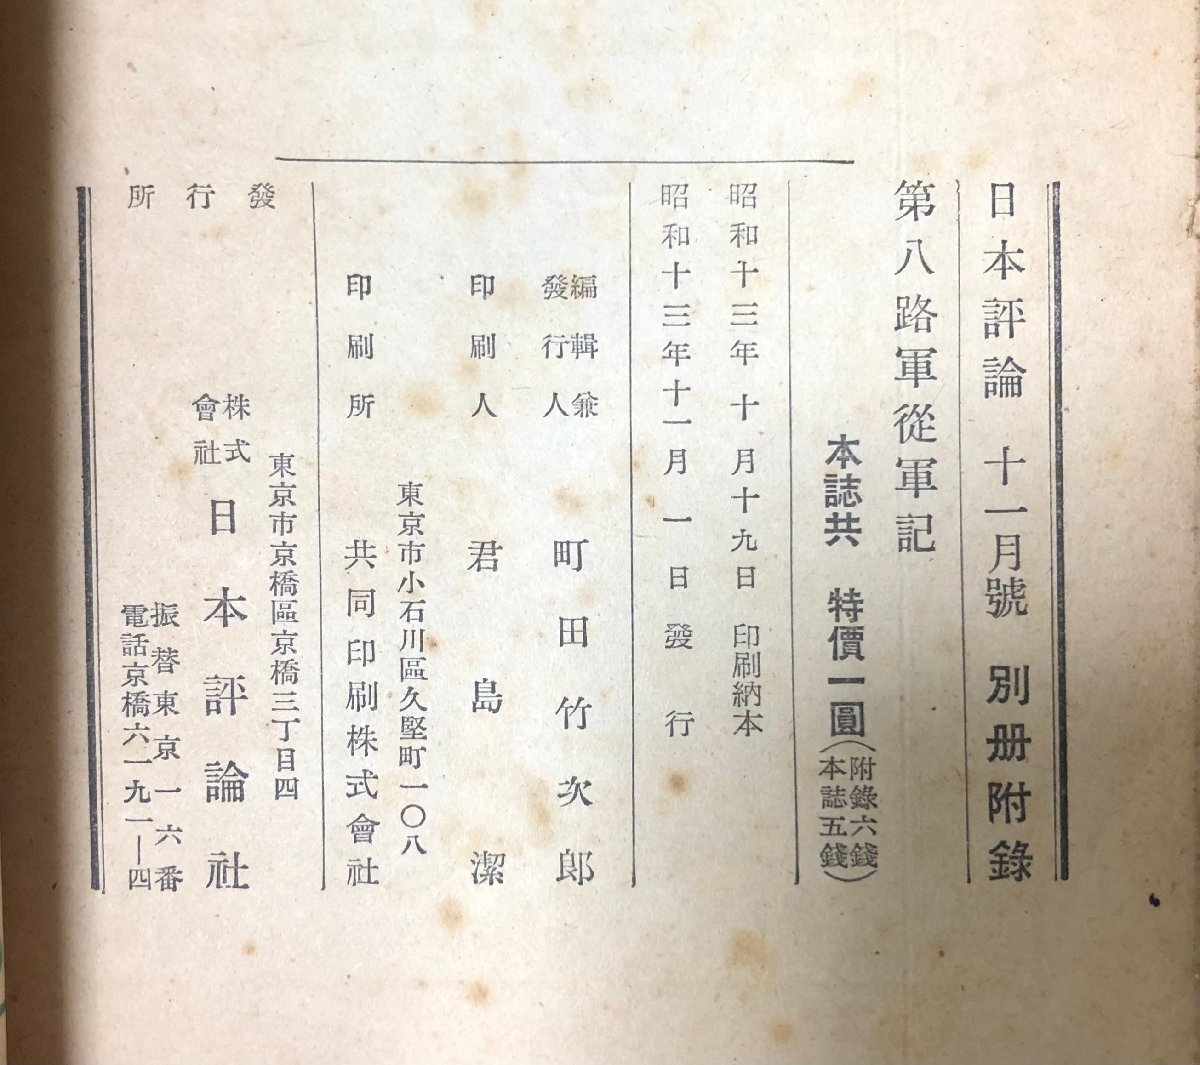 日本評論 十一月號 別册附錄
第八路軍從軍記
本誌共 特價一圓(附錄六錢本誌五錢)
昭和十三年十月十九日印刷納本
昭和十三年十一月一日發行
編輯兼發行人 町田竹次郎
印刷人 君島潔
東京市小石川區久堅町一〇八
印刷所 共同印刷株式會社
東京市京橋區京橋三丁目四
發行所 株式會社 日本評論社
振替東京一六番
電話京橋六一九一―四